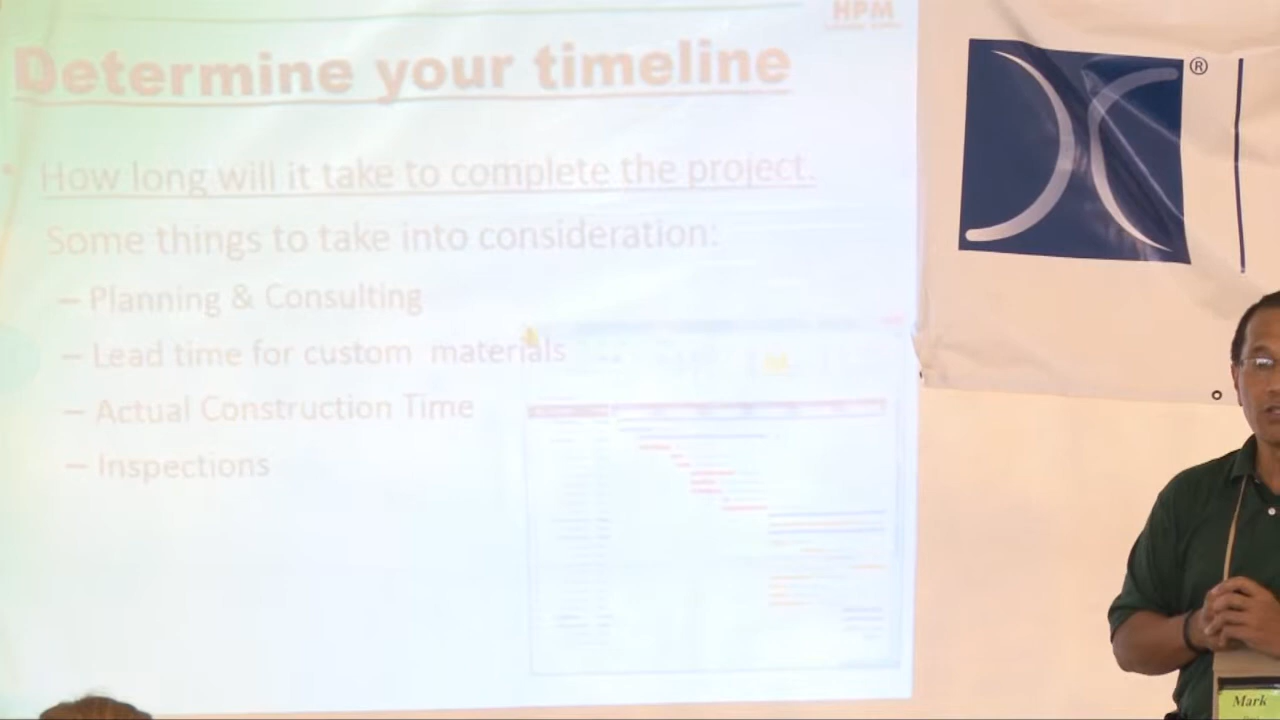 HPM
Determine your timeline
• How long will it take to complete the project.
Some things to take into consideration:
– Planning & Consulting
– Lead time for custom materials
– Actual Construction Time
– Inspections
®
Mark